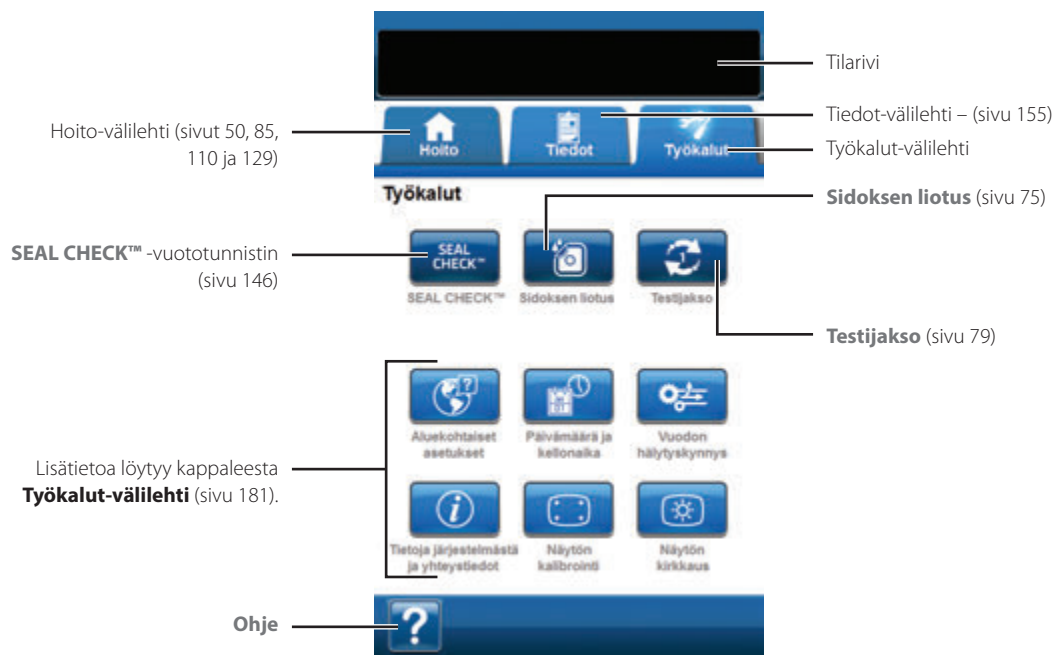 Tilarivi
Hoito-välilehti (sivut 50, 85,
110 ja 129)
Hoito
Tiedot
Työkalut
Tiedot-välilehti – (sivu 155)
Työkalut-välilehti
Työkalut
Sidoksen liotus (sivu 75)
SEAL CHECK™ -vuototunnistin
(sivu 146)
SEAL
CHECK™
1
SEAL CHECK™
Sidoksen liotus
Testijakso
Testijakso (sivu 79)
?
Aluekohtaiset
asetukset
Päivämäärä ja
kellonaika
Vuodon
hälytyskynnys
Lisätietoa löytyy kappaleesta
Työkalut-välilehti (sivu 181).
i
Tietoja järjestelmästä
ja yhteystiedot
Näytön
kalibrointi
Näytön
kirkkaus
Ohje
?